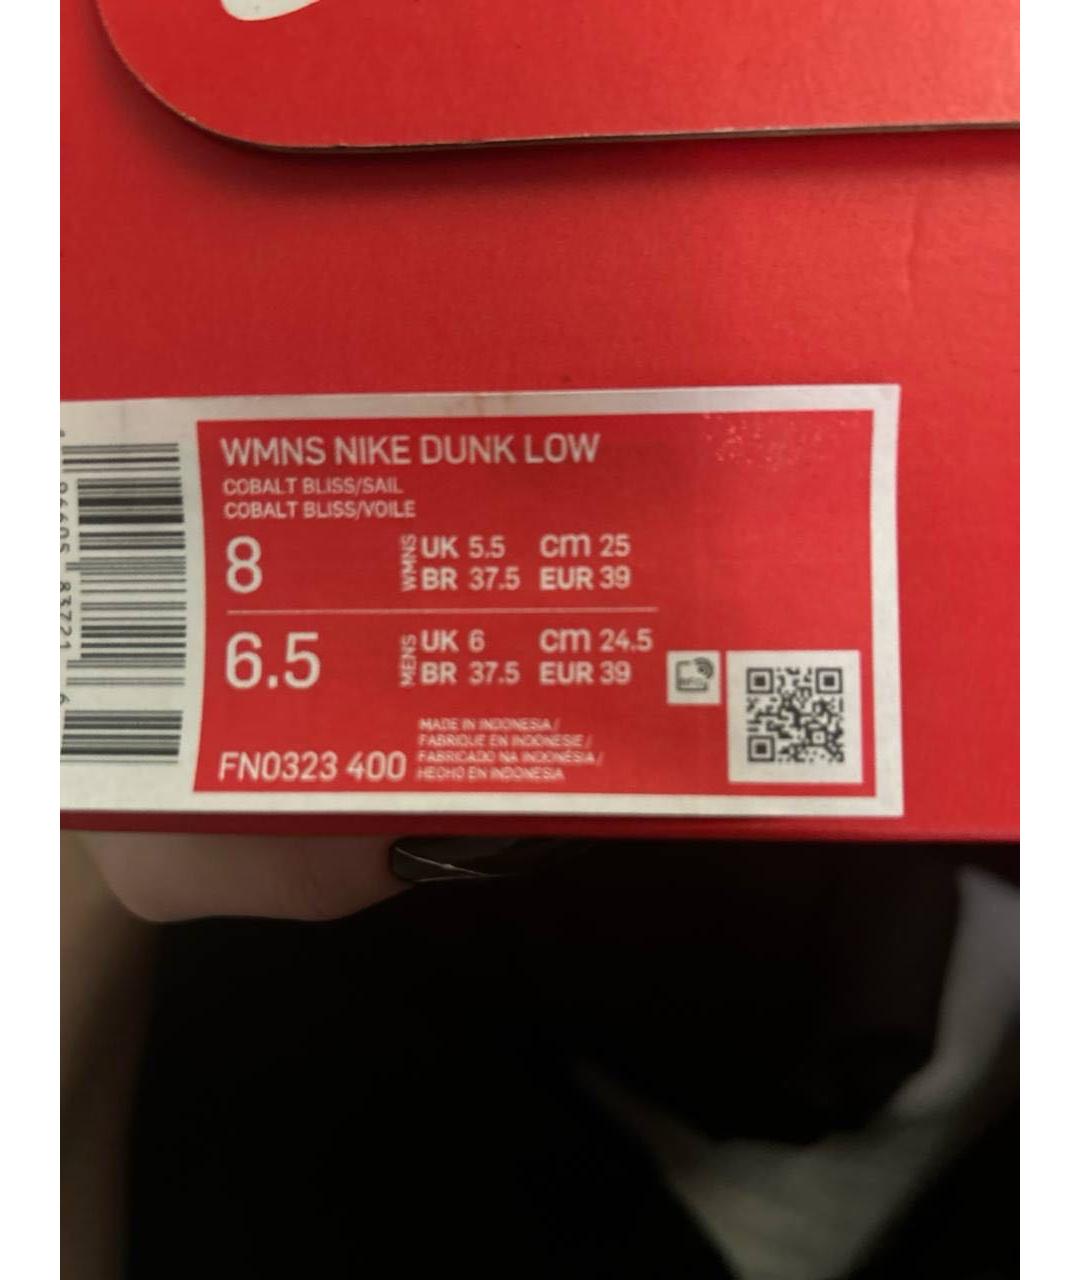 WMNS NIKE DUNK LOW
COBALT BLISS/SAIL
COBALT BLISS/VOILE
8
WMNS
UK 5.5 cm 25
BR 37.5 EUR 39
6.5
MENS
UK 6 cm 24.5
BR 37.5 EUR 39
FN0323 400
MADE IN INDONESIA /
FABRIQUE EN INDONESIE /
FABRICADO NA INDONÉSIA /
HECHO EN INDONESIA